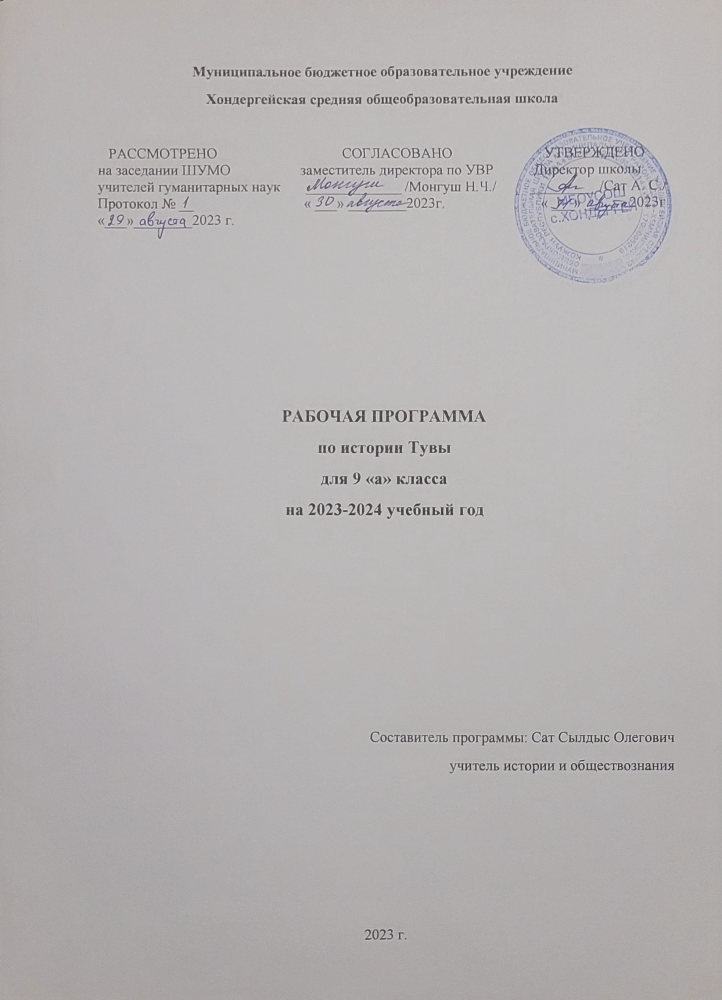 Муниципальное бюджетное образовательное учреждение
Хондергейская средняя общеобразовательная школа
РАССМОТРЕНО
на заседании ШУМО
учителей гуманитарных наук
Протокол № 1
«29» августа 2023 г.
СОГЛАСОВАНО
заместитель директора по УВР
Монгуш /Монгуш Н.Ч./
«30» августа 2023г.
УТВЕРЖДЕНО
Директор школы
/Сат А. С./
« » августа 2023г
МБОУ СОШ
с.ХОНДЕРГЕЙ
РАБОЧАЯ ПРОГРАММА
по истории Тувы
для 9 «а» класса
на 2023-2024 учебный год
Составитель программы: Сат Сылдыс Олегович
учитель истории и обществознания
2023 г.